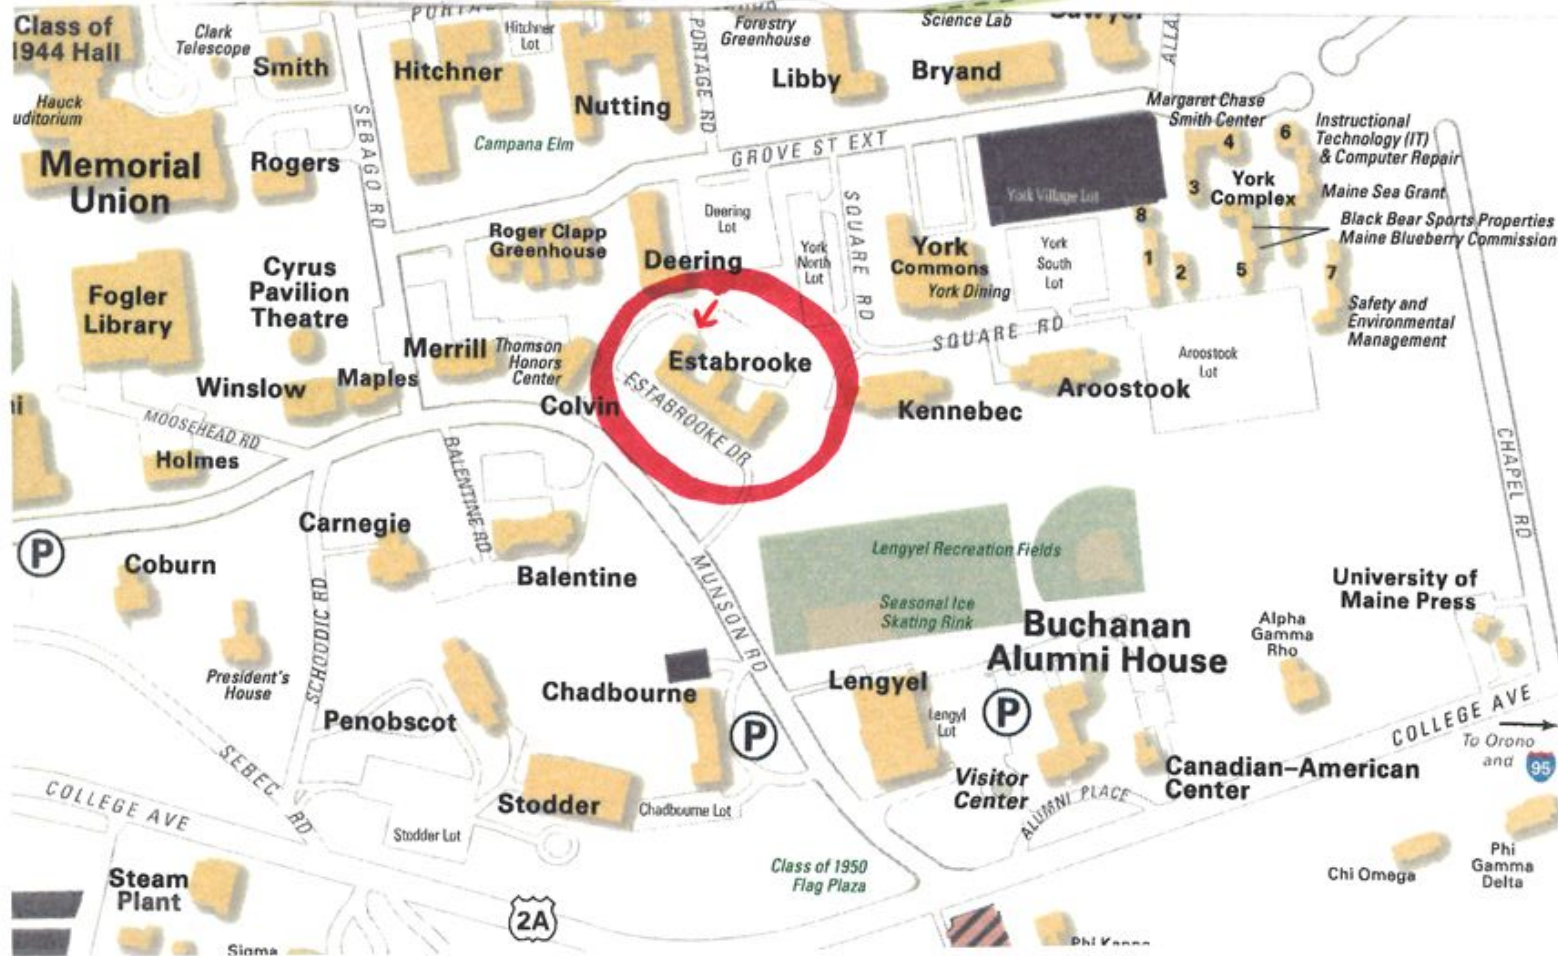 Class of
1944 Hall
Clark
Telescope
Smith
Hitchner
Hitchner
Lot
Nutting
PORTAGE RD
Forestry
Greenhouse
Libby
Science Lab
Bryand
Sawyer
Hauck
uditorium
Memorial
Union
Rogers
SEBAGO RD
Campana Elm
GROVE ST EXT
Margaret Chase
Smith Center
Instructional
Technology (IT)
& Computer Repair
Maine Sea Grant
Black Bear Sports Properties
Maine Blueberry Commission
York Village Lot
York
Complex
4
6
3
8
1
2
5
7
Safety and
Environmental
Management
Roger Clapp
Greenhouse
Deering
Lot
Deering
York
North
Lot
SQUARE RD
York
Commons
York Dining
York
South
Lot
SQUARE RD
Aroostook
Lot
Fogler
Library
Cyrus
Pavilion
Theatre
Merrill
Thomson
Honors
Center
Estabrooke
ESTABROOKE DR
Winslow
Maples
Colvin
Kennebec
Aroostook
MOOSEHEAD RD
Holmes
BALENTINE RD
CHAPEL RD
P
Carnegie
Coburn
Balentine
MUNSON RD
Lengyel Recreation Fields
Seasonal Ice
Skating Rink
University of
Maine Press
SCHOODIC RD
President's
House
Buchanan
Alumni House
Alpha
Gamma
Rho
Penobscot
Chadbourne
P
Lengyel
Lengyl
Lot
P
COLLEGE AVE
To Orono
and
95
SEBEC RD
Stodder
Chadbourne Lot
Visitor
Center
ALUMNI PLACE
Canadian–American
Center
COLLEGE AVE
Stodder Lot
Class of 1950
Flag Plaza
Chi Omega
Phi
Gamma
Delta
Steam
Plant
2A
Sigma
Phi Kappa